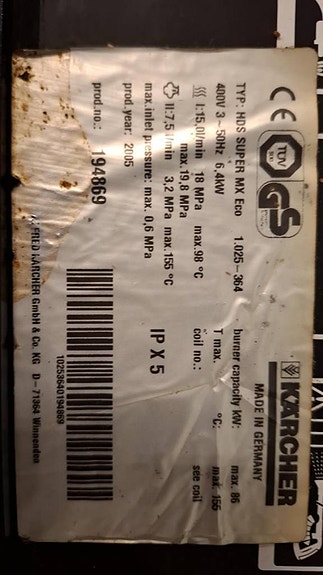 KÄRCHER
MADE IN GERMANY
CE TÜV GS
TYP: HDS SUPER MX Eco 1.025-364
400V 3~50Hz 6,4kW
I:15,0l/min 18 MPa max.98 °C
max. 19,8 MPa
II:7,5l/min 3,2 MPa max.155 °C
max.inlet pressure: max. 0,6 MPa
burner capacity kW: max. 86
T max. °C: max. 155
coil no.: see coil
IP X 5
prod.year: 2005
prod.no.: 194869
10253640194869
ALFRED KÄRCHER GmbH & Co. KG D-71364 Winnenden